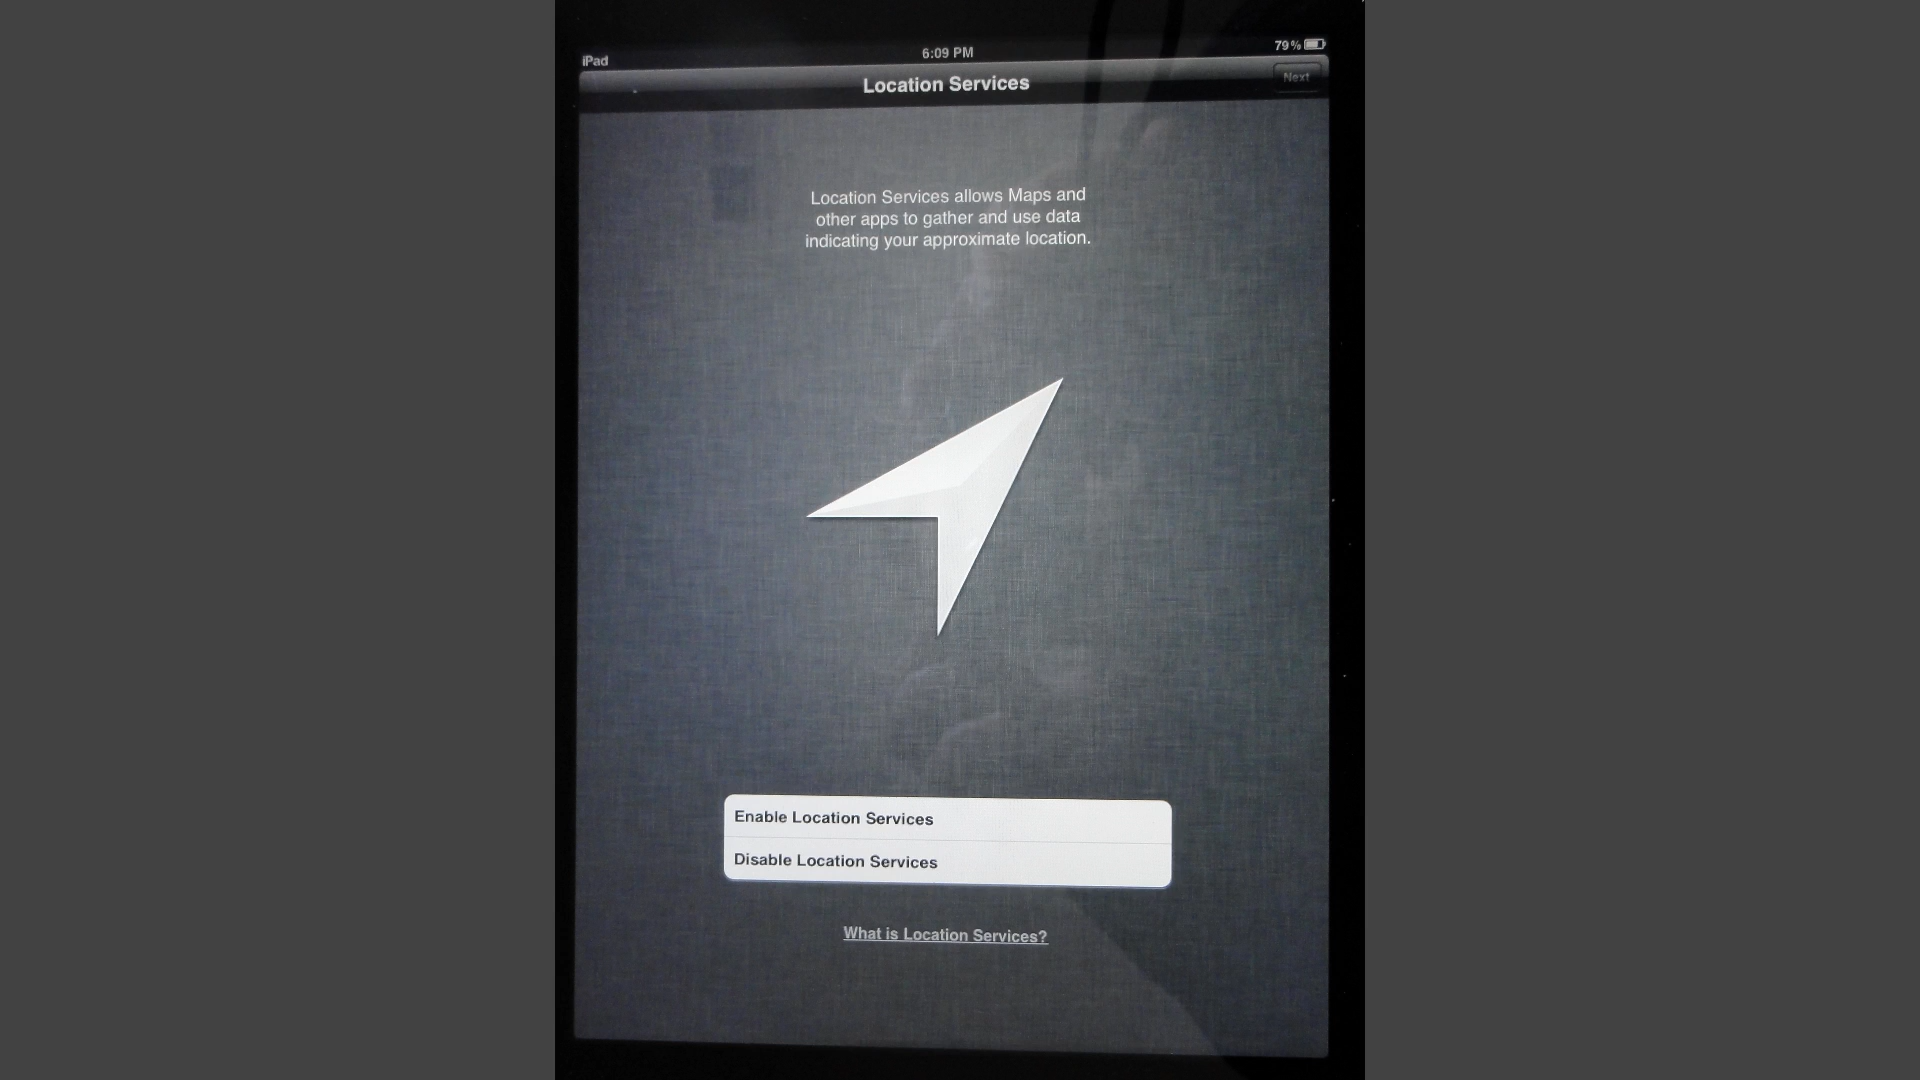 iPad
6:09 PM
79%
Location Services
Next
Location Services allows Maps and
other apps to gather and use data
indicating your approximate location.
Enable Location Services
Disable Location Services
What is Location Services?